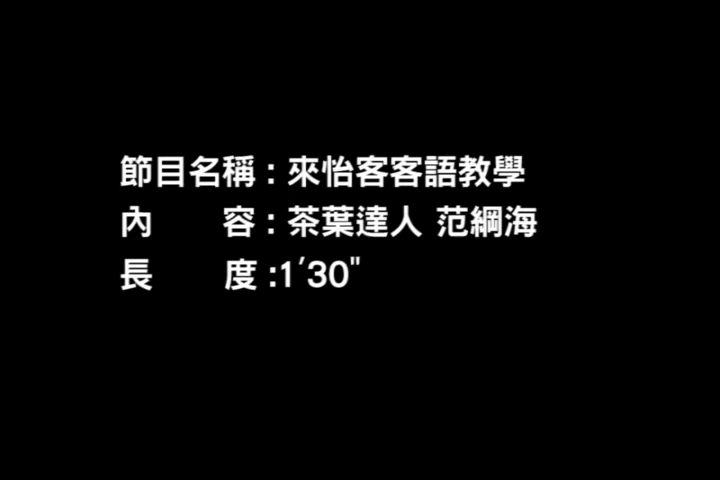 節目名稱 : 來怡客客語教學
內　　容 : 茶葉達人 范綱海
長　　度 :1′30"